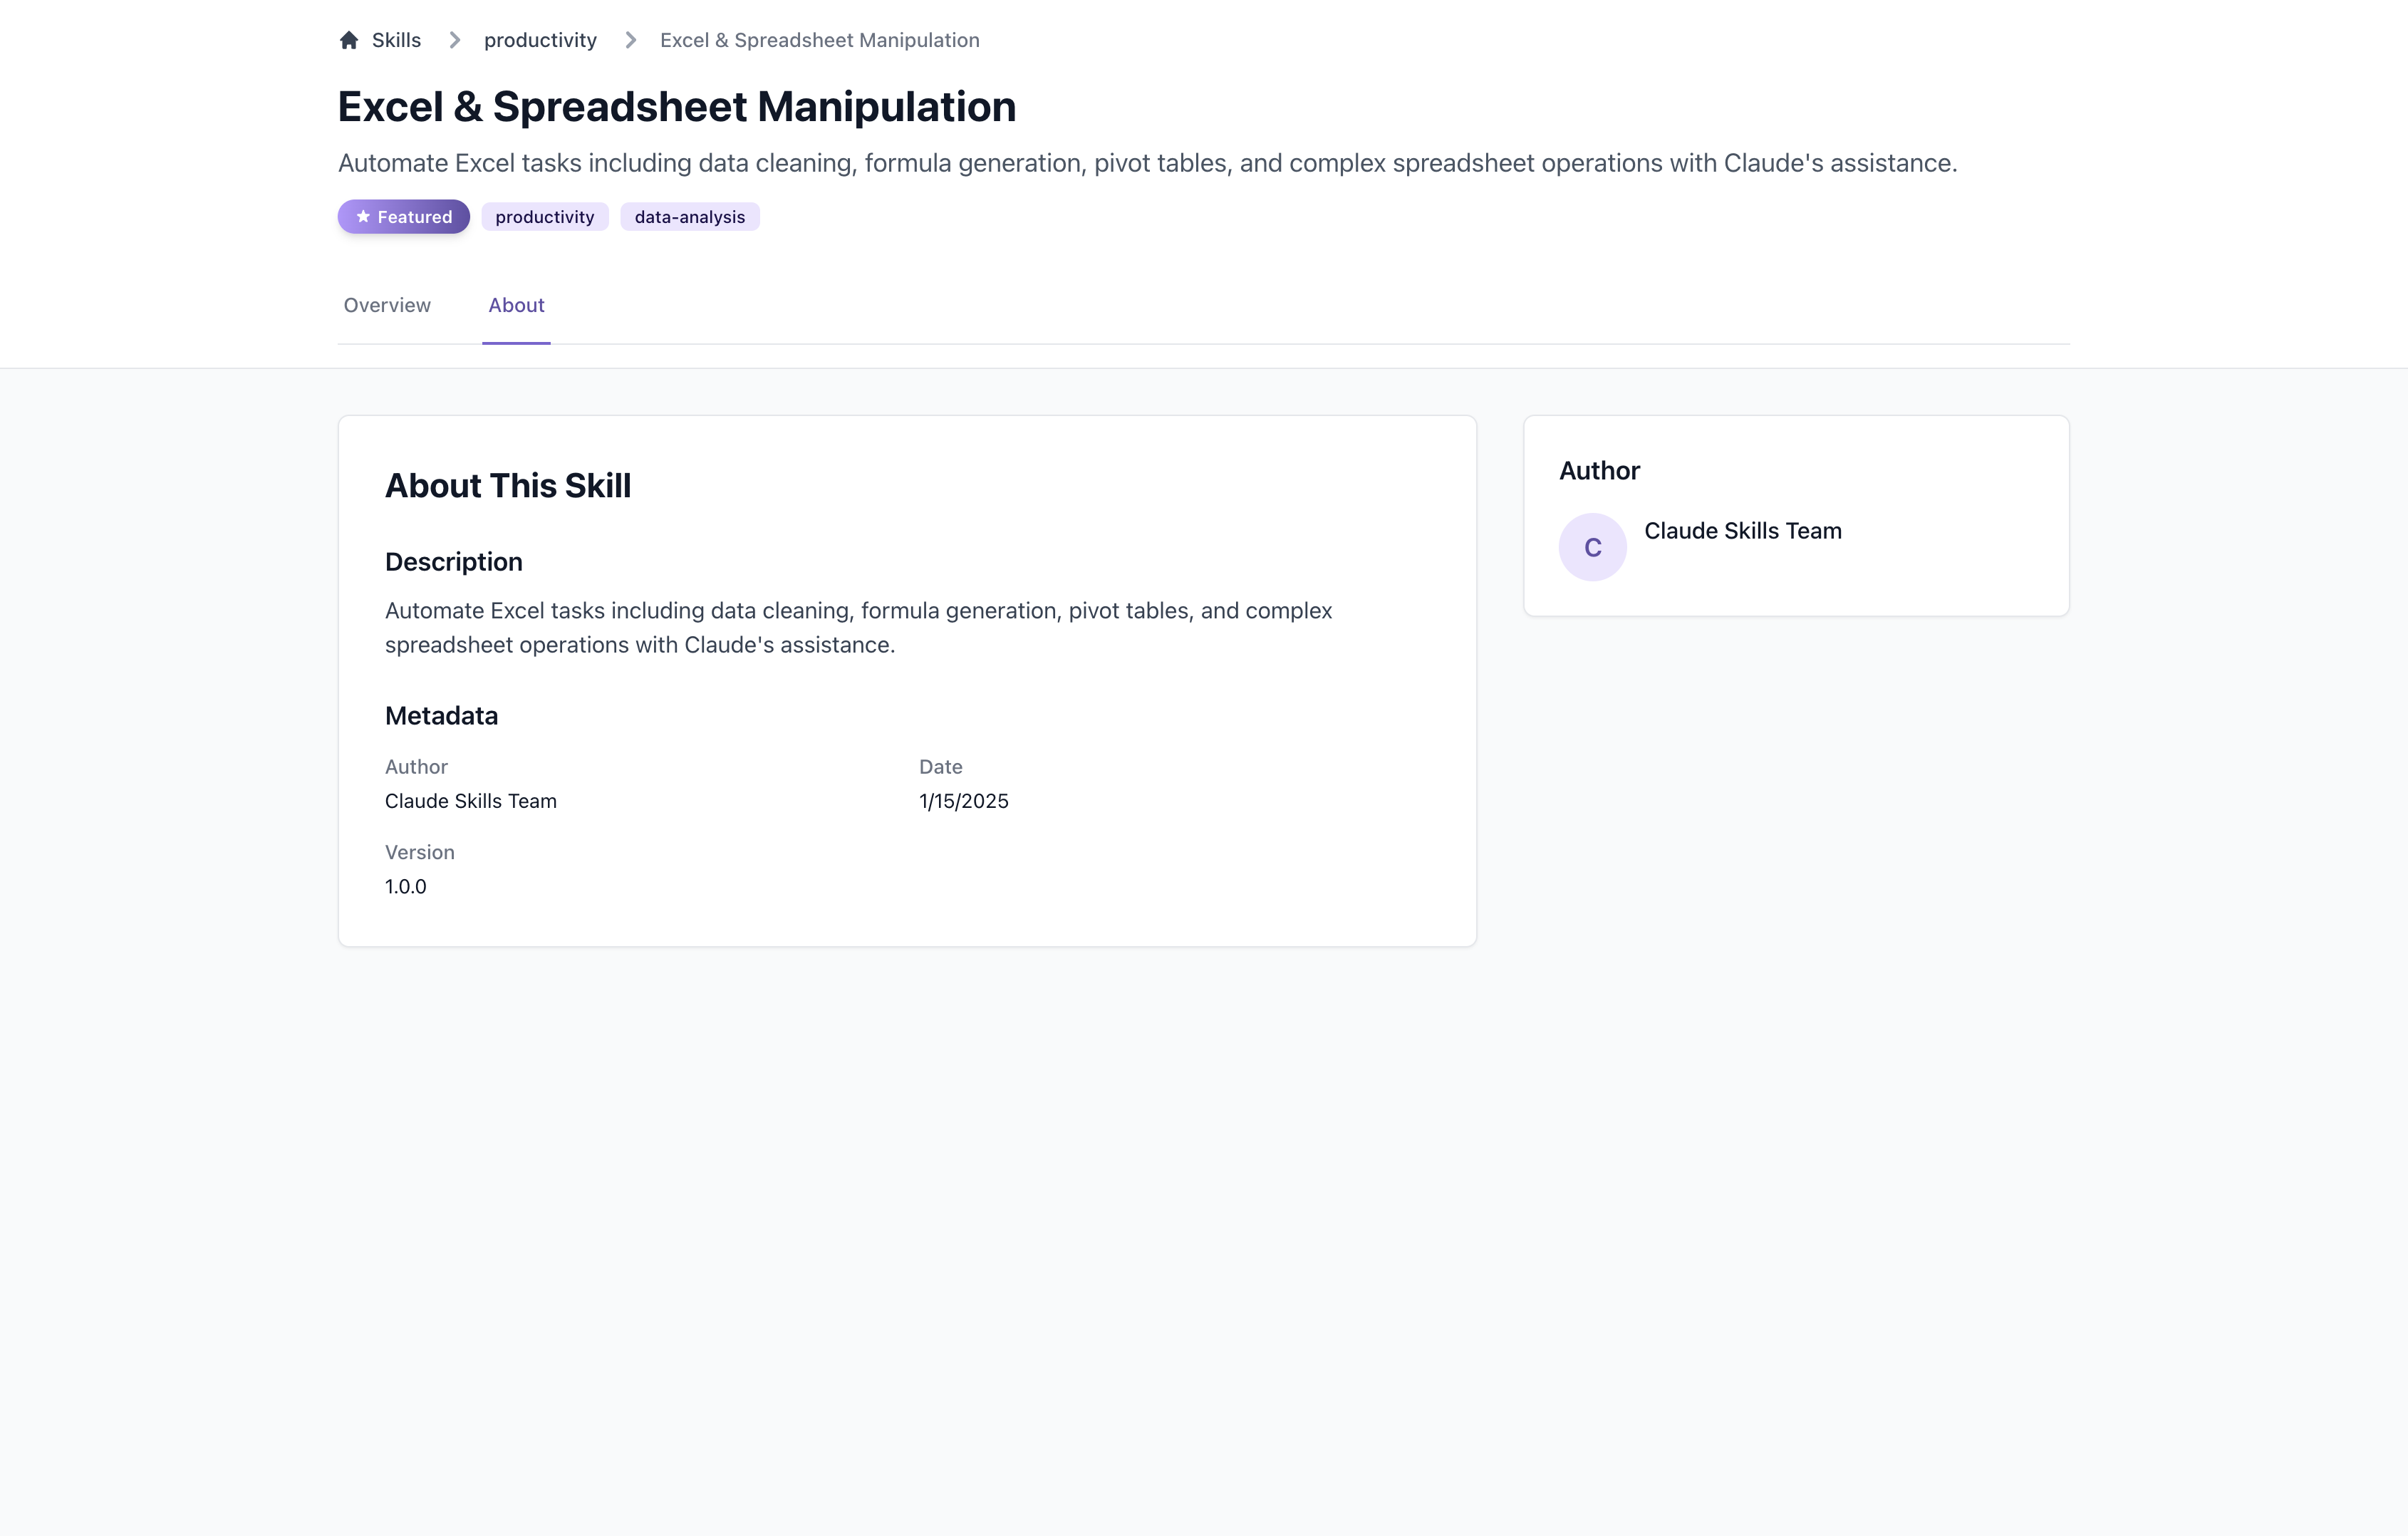 Skills
productivity
Excel & Spreadsheet Manipulation
Excel & Spreadsheet Manipulation
Automate Excel tasks including data cleaning, formula generation, pivot tables, and complex spreadsheet operations with Claude's assistance.
Featured
productivity
data-analysis
Overview
About
About This Skill
Description
Automate Excel tasks including data cleaning, formula generation, pivot tables, and complex
spreadsheet operations with Claude's assistance.
Metadata
Author
Claude Skills Team
Date
1/15/2025
Version
1.0.0
Author
C
Claude Skills Team